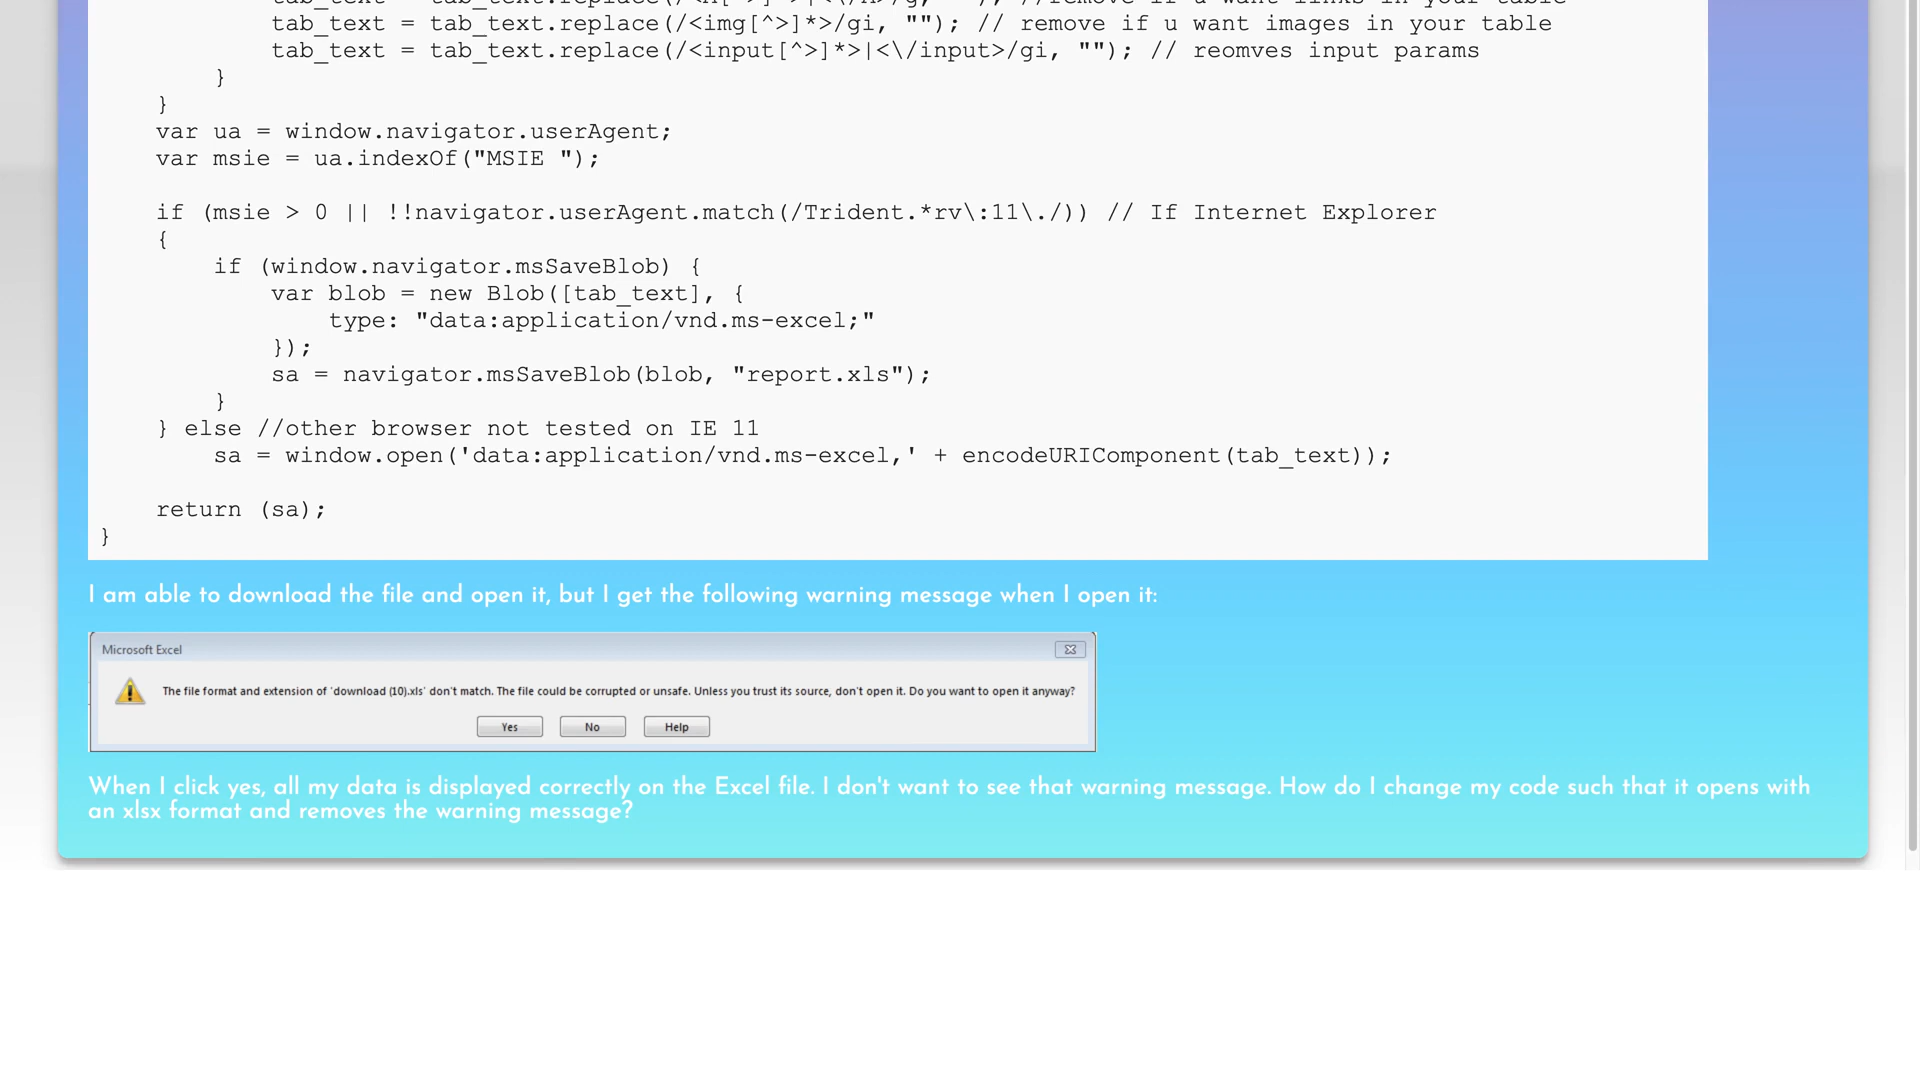 tab_text = tab_text.replace(/<img[^>]*>/gi, ""); // remove if u want images in your table
tab_text = tab_text.replace(/<input[^>]*>|<\/input>/gi, ""); // reomves input params
}
}
var ua = window.navigator.userAgent;
var msie = ua.indexOf("MSIE ");
if (msie > 0 || !!navigator.userAgent.match(/Trident.*rv\:11\./)) // If Internet Explorer
{
if (window.navigator.msSaveBlob) {
var blob = new Blob([tab_text], {
type: "data:application/vnd.ms-excel;"
});
sa = navigator.msSaveBlob(blob, "report.xls");
}
} else //other browser not tested on IE 11
sa = window.open('data:application/vnd.ms-excel,' + encodeURIComponent(tab_text));
return (sa);
}
I am able to download the file and open it, but I get the following warning message when I open it:
Microsoft Excel
The file format and extension of 'download (10).xls' don't match. The file could be corrupted or unsafe. Unless you trust its source, don't open it. Do you want to open it anyway?
Yes No Help
When I click yes, all my data is displayed correctly on the Excel file. I don't want to see that warning message. How do I change my code such that it opens with
an xlsx format and removes the warning message?